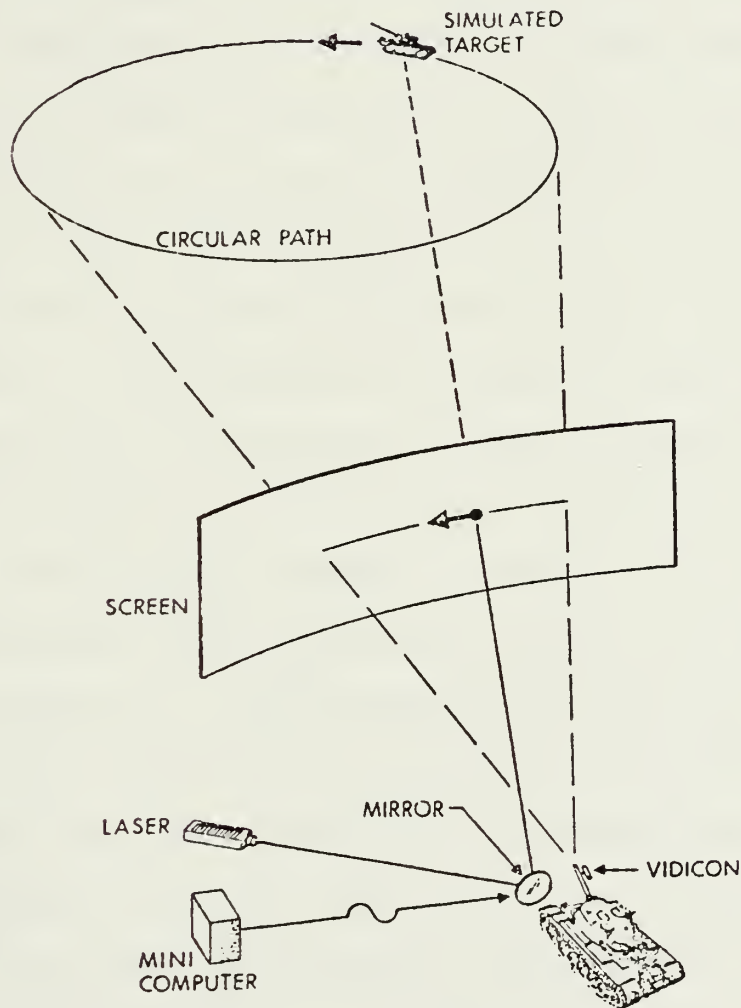 SIMULATED
TARGET
CIRCULAR PATH
SCREEN
MIRROR
LASER
VIDICON
MINI
COMPUTER